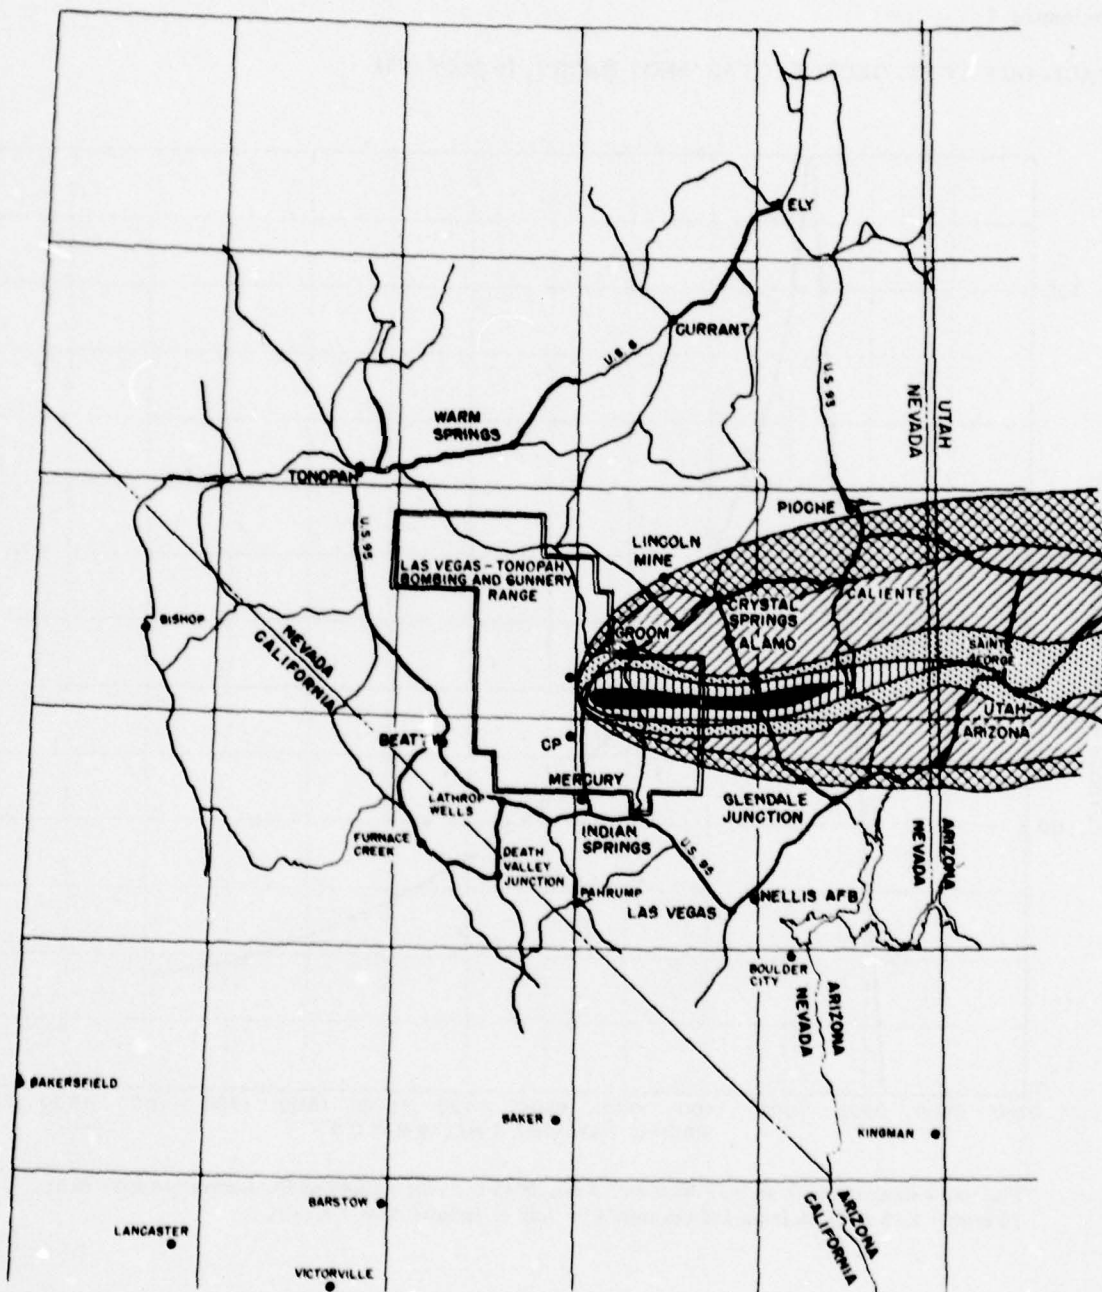 ELY
CURRANT
U.S. 6
U.S 93
UTAH
NEVADA
WARM
SPRINGS
TONOPAH
PIOCHE
U.S. 95
LINCOLN
MINE
LAS VEGAS - TONOPAH
BOMBING AND GUNNERY
RANGE
CALIENTE
CRYSTAL
SPRINGS
BISHOP
GROOM
ALAMO
NEVADA
CALIFORNIA
SAINT
GEORGE
UTAH
ARIZONA
BEATTY
CP
MERCURY
LATHROP
WELLS
GLENDALE
JUNCTION
FURNACE
CREEK
INDIAN
SPRINGS
U.S. 95
ARIZONA
NEVADA
DEATH
VALLEY
JUNCTION
PAHRUMP
LAS VEGAS
NELLIS AFB
BOULDER
CITY
ARIZONA
NEVADA
BAKERSFIELD
BAKER
KINGMAN
BARSTOW
ARIZONA
CALIFORNIA
LANCASTER
VICTORVILLE